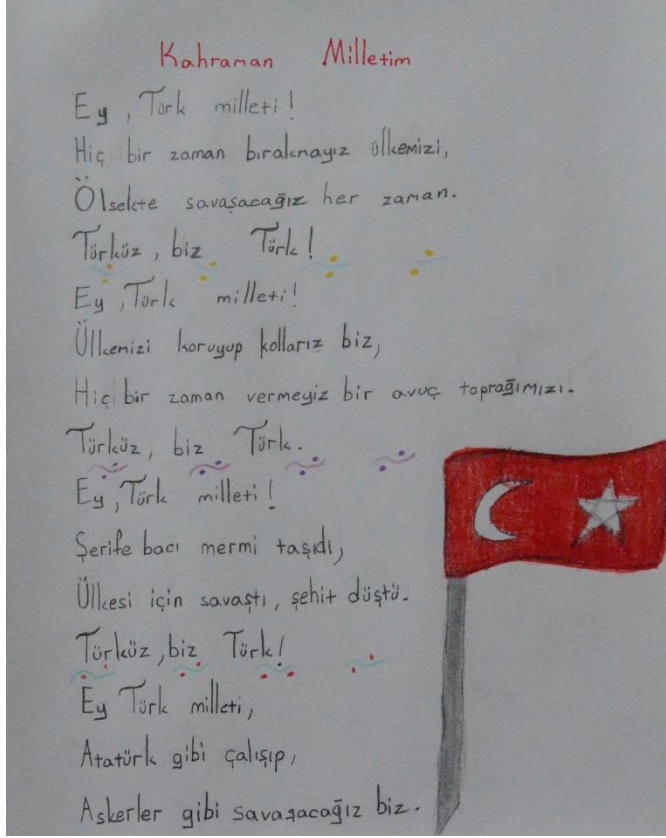 Kahraman Milletim
Ey, Türk milleti!
Hiç bir zaman bırakmayız ülkemizi,
Ölsekte savaşacağız her zaman.
Türküz, biz Türk!
Ey, Türk milleti!
Ülkemizi koruyup kollarız biz,
Hiç bir zaman vermeyiz bir avuç toprağımızı.
Türküz, biz Türk.
Ey, Türk milleti!
Şerife bacı mermi taşıdı,
Ülkesi için savaştı, şehit düştü.
Türküz, biz Türk!
Ey Türk milleti,
Atatürk gibi çalışıp,
Askerler gibi savaşacağız biz.